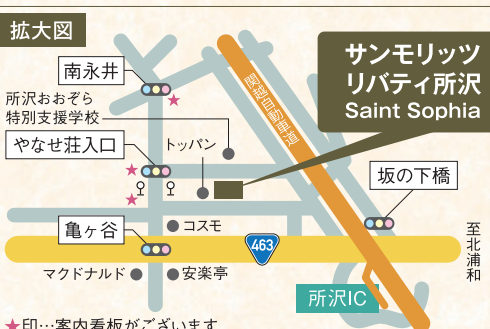 拡大図
サンモリッツ
リバティ所沢
Saint Sophia
南永井
関越自動車道
所沢おおぞら
特別支援学校
トッパン
やなせ荘入口
坂の下橋
亀ヶ谷
コスモ
463
至北浦和
マクドナルド
安楽亭
所沢IC
★印…案内看板がございます